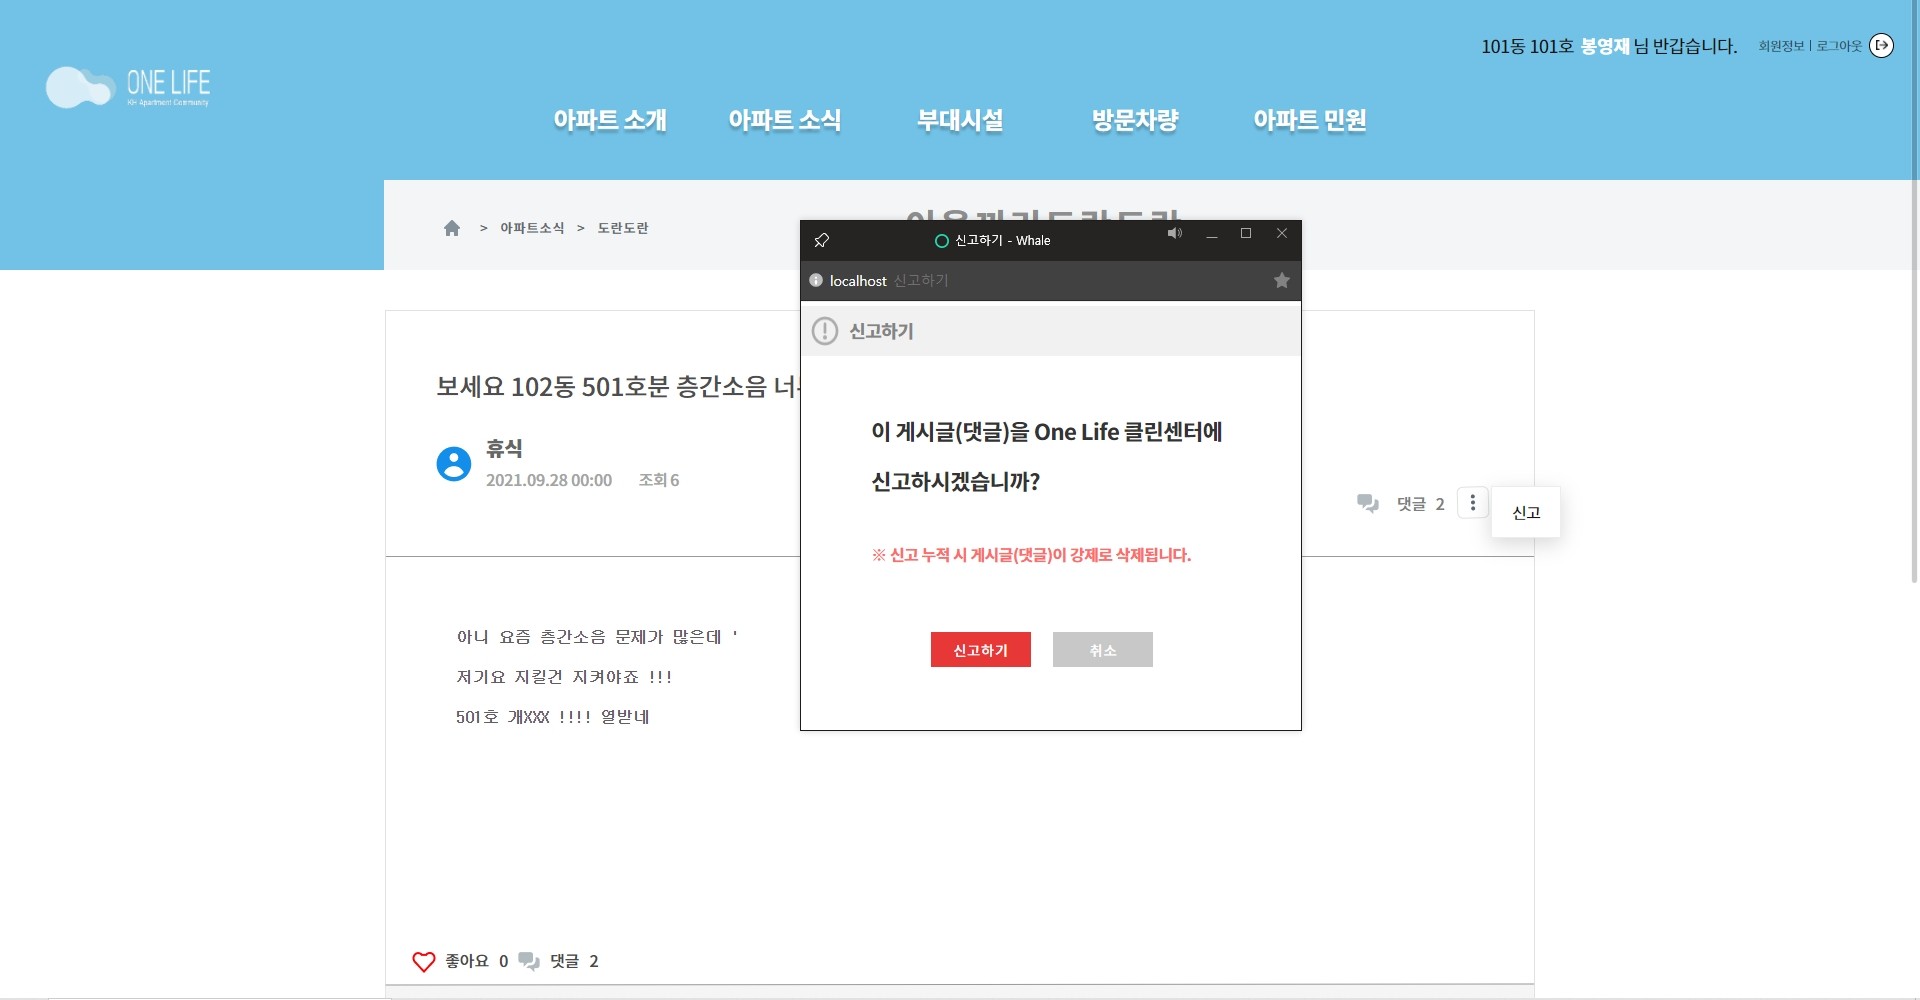 101동 101호 봉영재 님 반갑습니다. 회원정보 | 로그아웃
ONE LIFE
KH Apartment Community
아파트 소개 아파트 소식 부대시설 방문차량 아파트 민원
> 아파트소식 > 도란도란
신고하기 - Whale
localhost 신고하기
신고하기
보세요 102동 501호분 층간소음
이 게시글(댓글)을 One Life 클린센터에
신고하시겠습니까?
휴식
2021.09.28 00:00 조회 6
댓글 2
신고
※ 신고 누적 시 게시글(댓글)이 강제로 삭제됩니다.
신고하기 취소
아니 요즘 층간소음 문제가 많은데 '
저기요 지킬건 지켜야죠 !!!
501호 개XXX !!!! 열받네
좋아요 0 댓글 2